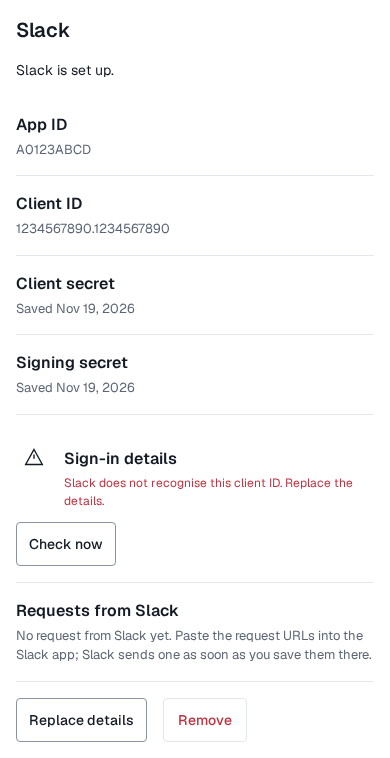 Slack
Slack is set up.
App ID
A0123ABCD
Client ID
1234567890.1234567890
Client secret
Saved Nov 19, 2026
Signing secret
Saved Nov 19, 2026
Sign-in details
Slack does not recognise this client ID. Replace the
details.
Check now
Requests from Slack
No request from Slack yet. Paste the request URLs into the
Slack app; Slack sends one as soon as you save them there.
Replace details
Remove